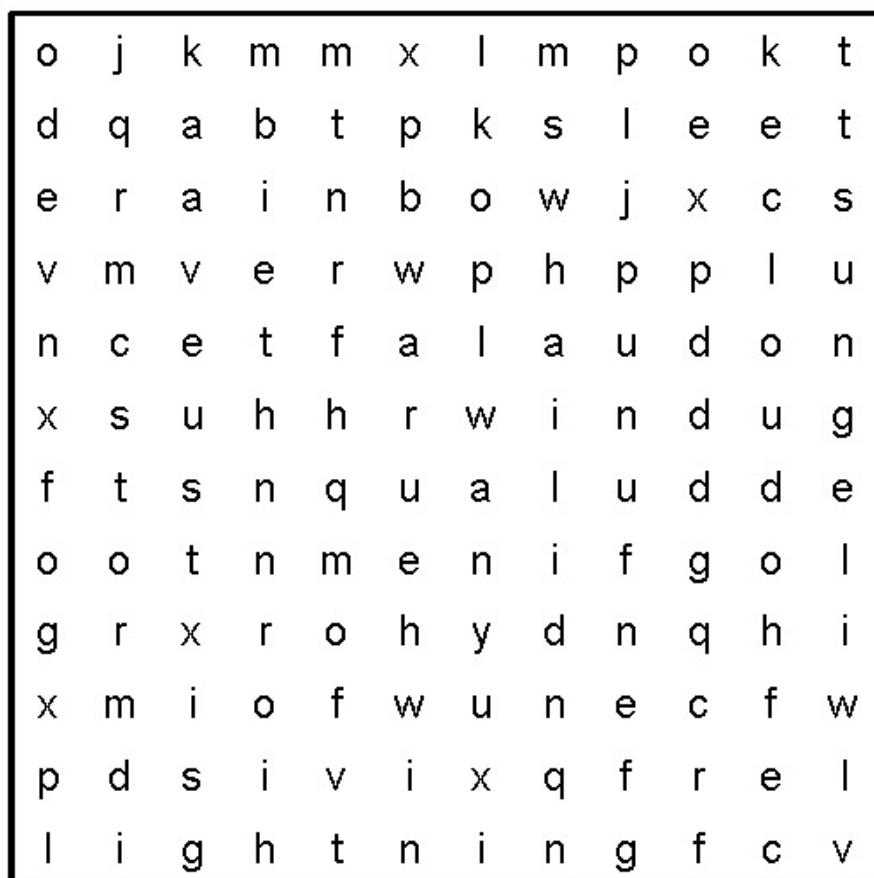 o j k m m x l m p o k t
d q a b t p k s l e e t
e r a i n b o w j x c s
v m v e r w p h p p l u
n c e t f a l a u d o n
x s u h h r w i n d u g
f t s n q u a l u d d e
o o t n m e n i f g o l
g r x r o h y d n q h i
x m i o f w u n e c f w
p d s i v i x q f r e l
l i g h t n i n g f c v